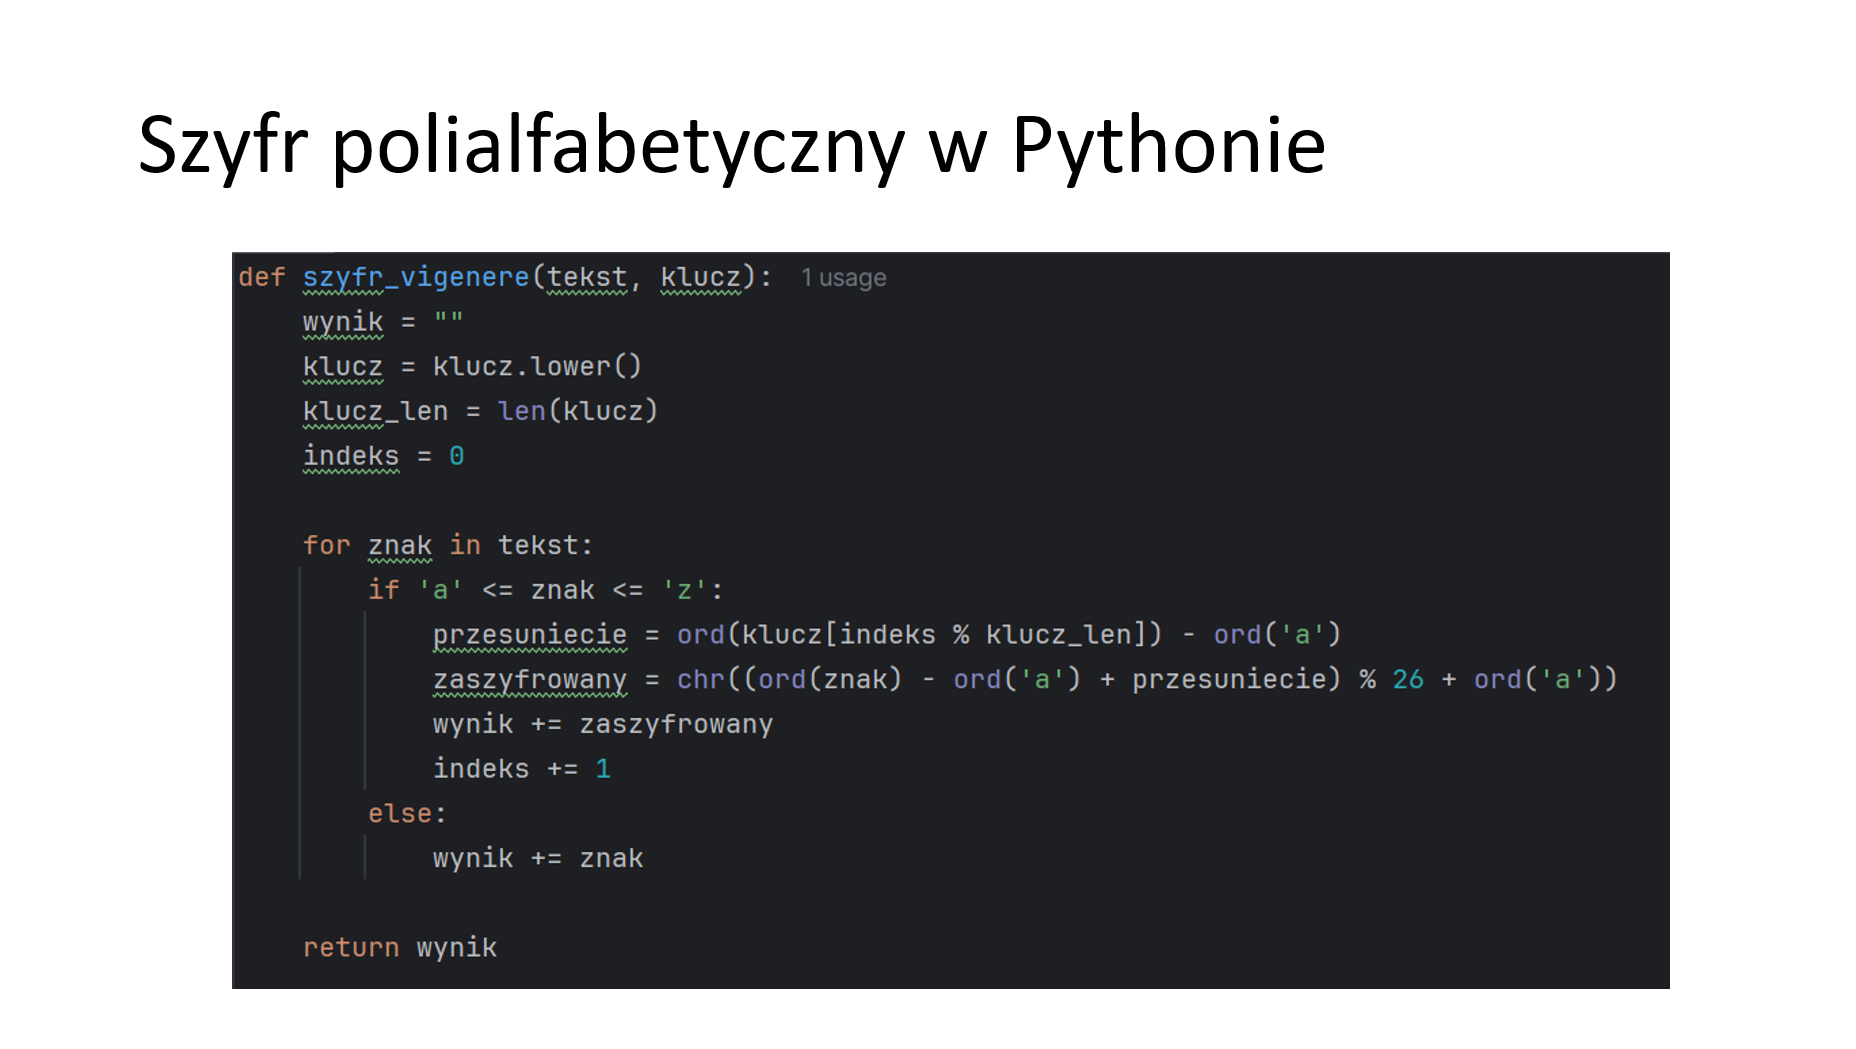 Szyfr polialfabetyczny w Pythonie
def szyfr_vigenere(tekst, klucz): 1 usage
    wynik = ""
    klucz = klucz.lower()
    klucz_len = len(klucz)
    indeks = 0

    for znak in tekst:
        if 'a' <= znak <= 'z':
            przesuniecie = ord(klucz[indeks % klucz_len]) - ord('a')
            zaszyfrowany = chr((ord(znak) - ord('a') + przesuniecie) % 26 + ord('a'))
            wynik += zaszyfrowany
            indeks += 1
        else:
            wynik += znak

    return wynik